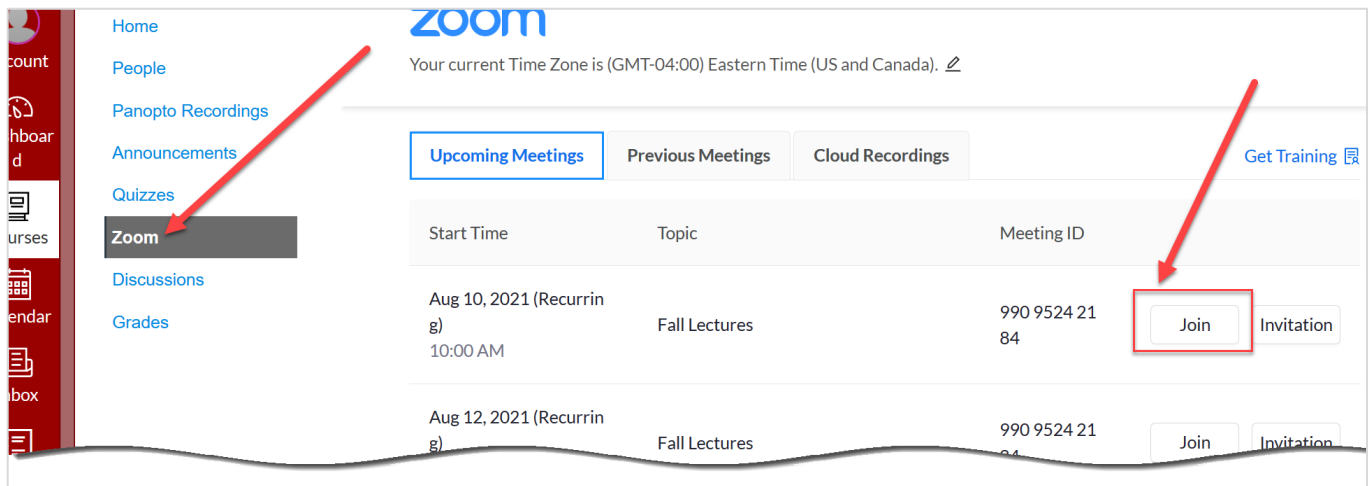 count
hboar
d
urses
endar
box
Home
People
Panopto Recordings
Announcements
Quizzes
Zoom
Discussions
Grades
zoom
Your current Time Zone is (GMT-04:00) Eastern Time (US and Canada).
Upcoming Meetings Previous Meetings Cloud Recordings Get Training
Start Time Topic Meeting ID
Aug 10, 2021 (Recurrin
g)
10:00 AM
Fall Lectures
990 9524 21
84
Join Invitation
Aug 12, 2021 (Recurrin
g)
Fall Lectures
990 9524 21
84
Join Invitation